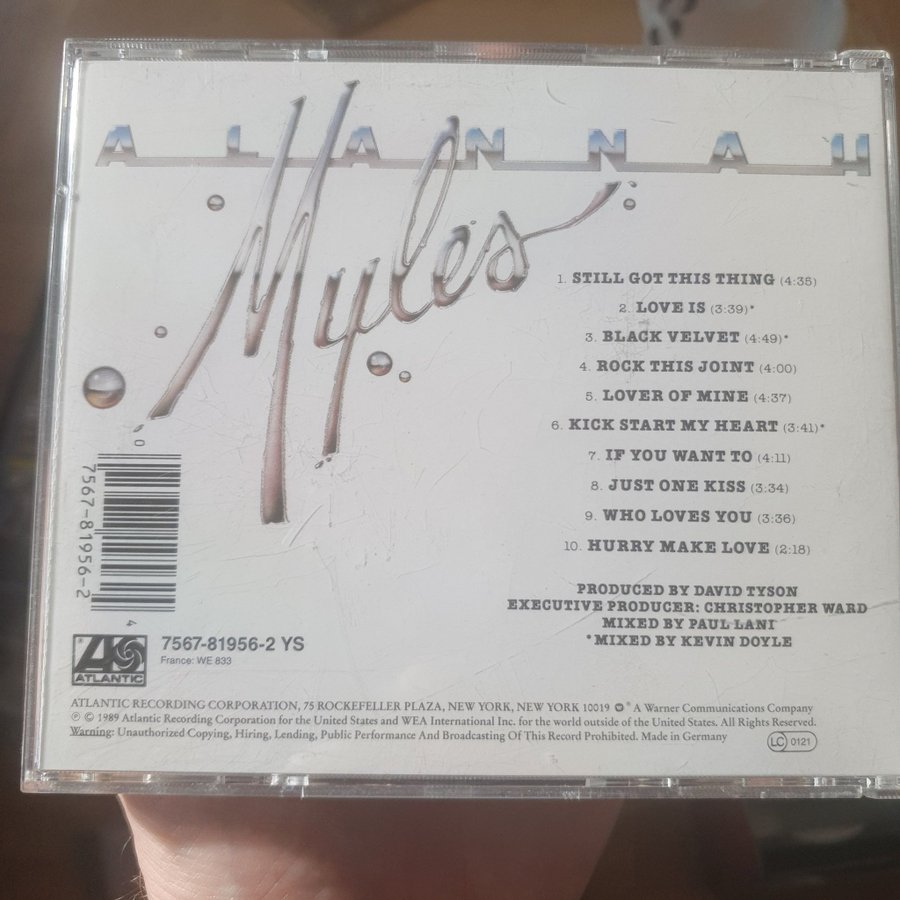 ALANNAH
Myles
1. STILL GOT THIS THING (4:35)
2. LOVE IS (3:39)*
3. BLACK VELVET (4:49)*
4. ROCK THIS JOINT (4:00)
5. LOVER OF MINE (4:37)
6. KICK START MY HEART (3:41)*
7. IF YOU WANT TO (4:11)
8. JUST ONE KISS (3:34)
9. WHO LOVES YOU (3:36)
10. HURRY MAKE LOVE (2:18)
PRODUCED BY DAVID TYSON
EXECUTIVE PRODUCER: CHRISTOPHER WARD
MIXED BY PAUL LANI
*MIXED BY KEVIN DOYLE
0
7567-81956-2
4
ATLANTIC
7567-81956-2 YS
France: WE 833
ATLANTIC RECORDING CORPORATION, 75 ROCKEFELLER PLAZA, NEW YORK, NEW YORK 10019 ® A Warner Communications Company
℗ © 1989 Atlantic Recording Corporation for the United States and WEA International Inc. for the world outside of the United States. All Rights Reserved.
Warning: Unauthorized Copying, Hiring, Lending, Public Performance And Broadcasting Of This Record Prohibited. Made in Germany
LC 0121